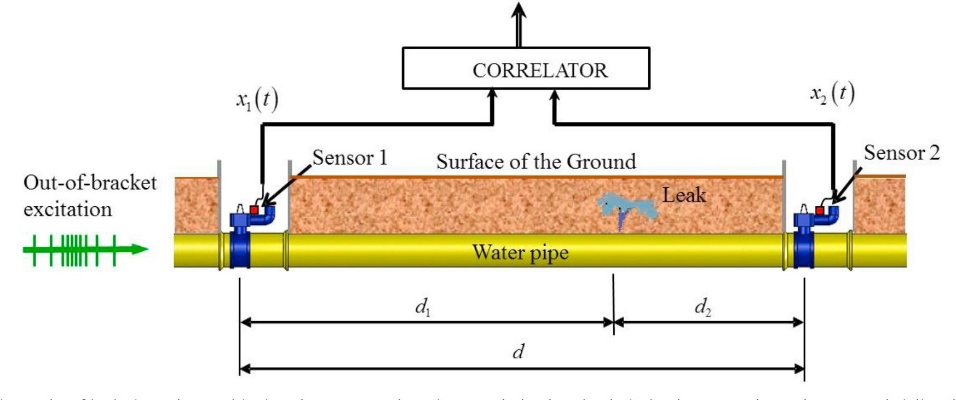 CORRELATOR
x₁(t)
x₂(t)
Sensor 1
Surface of the Ground
Sensor 2
Out-of-bracket
excitation
Leak
Water pipe
d₁
d₂
d